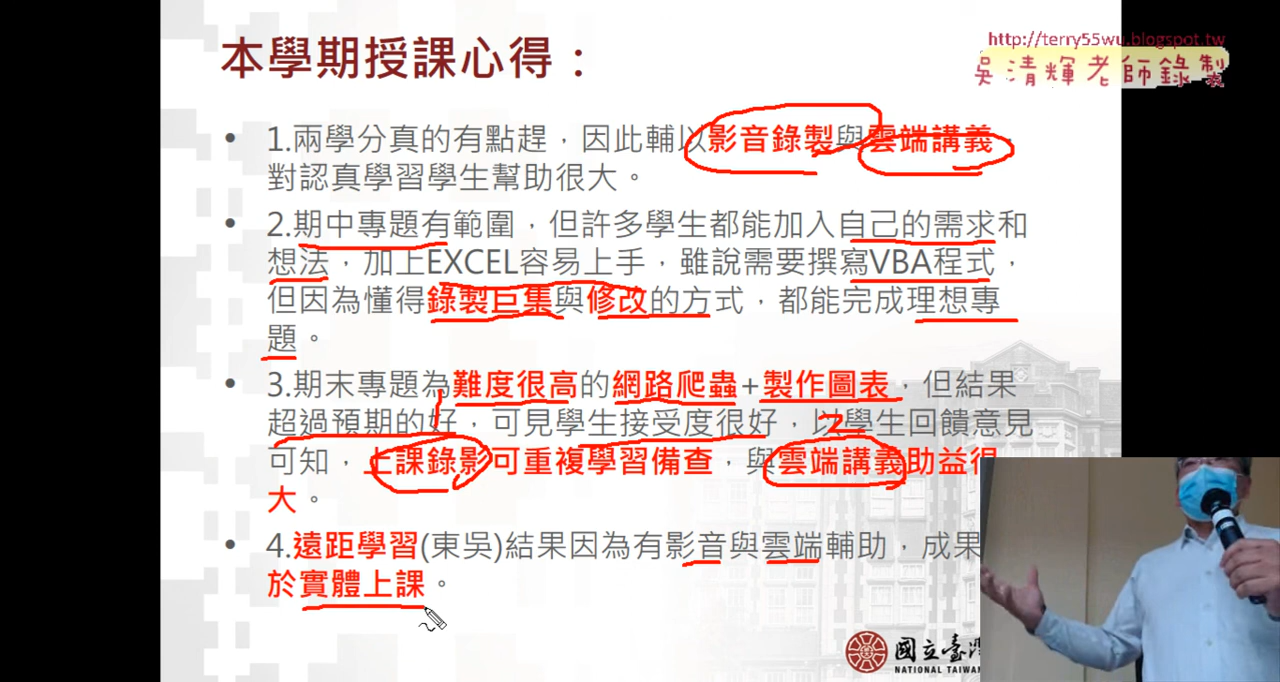 http://terry55wu.blogspot.tw
吳清輝老師錄製
本學期授課心得：
• 1.兩學分真的有點趕，因此輔以影音錄製與雲端講義
對認真學習學生幫助很大。
• 2.期中專題有範圍，但許多學生都能加入自己的需求和
想法，加上EXCEL容易上手，雖說需要撰寫VBA程式，
但因為懂得錄製巨集與修改的方式，都能完成理想專
題。
• 3.期末專題為難度很高的網路爬蟲+製作圖表，但結果
超過預期的好，可見學生接受度很好，以學生回饋意見
可知，上課錄影可重複學習備查，與雲端講義助益很
大。
• 4.遠距學習(東吳)結果因為有影音與雲端輔助，成果
於實體上課。
國立臺灣
NATIONAL TAIWAN